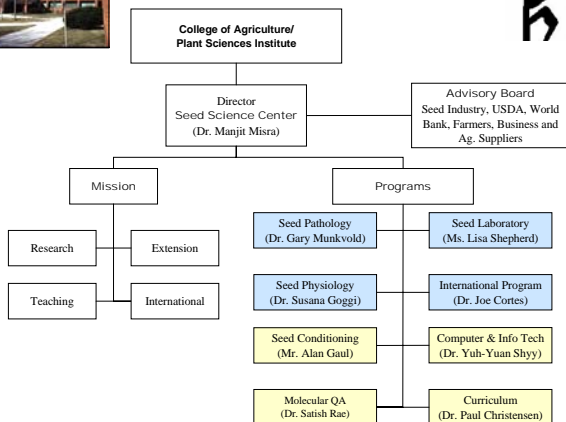 College of Agriculture/
Plant Sciences Institute
Director
Seed Science Center
(Dr. Manjit Misra)
Advisory Board
Seed Industry, USDA, World
Bank, Farmers, Business and
Ag. Suppliers
Mission
Programs
Research
Extension
Teaching
International
Seed Pathology
(Dr. Gary Munkvold)
Seed Laboratory
(Ms. Lisa Shepherd)
Seed Physiology
(Dr. Susana Goggi)
International Program
(Dr. Joe Cortes)
Seed Conditioning
(Mr. Alan Gaul)
Computer & Info Tech
(Dr. Yuh-Yuan Shyy)
Molecular QA
(Dr. Satish Rae)
Curriculum
(Dr. Paul Christensen)